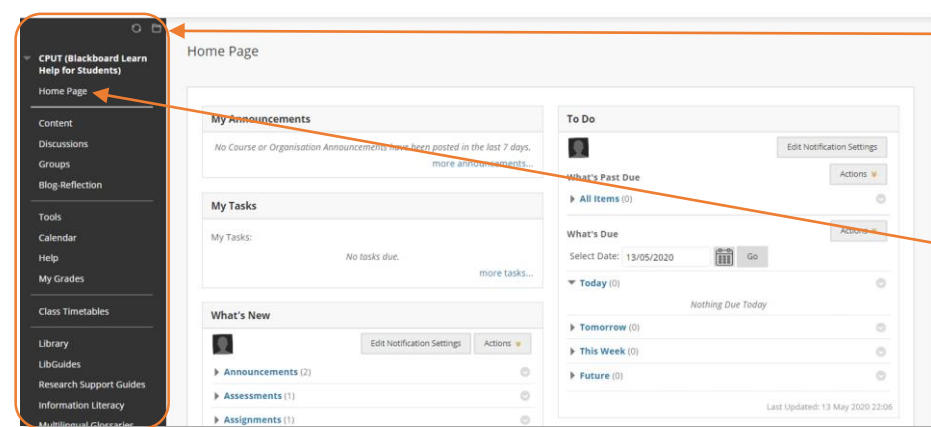 CPUT (Blackboard Learn
Help for Students)
Home Page
Content
Discussions
Groups
Blog-Reflection
Tools
Calendar
Help
My Grades
Class Timetables
Library
LibGuides
Research Support Guides
Information Literacy
Multilingual Glossaries
Home Page
My Announcements
No Course or Organisation Announcements have been posted in the last 7 days.
more announcements...
My Tasks
My Tasks:
No tasks due.
more tasks...
What's New
Edit Notification Settings
Actions
Announcements (2)
Assessments (1)
Assignments (1)
To Do
Edit Notification Settings
What's Past Due
Actions
All Items (0)
What's Due
Actions
Select Date: 13/05/2020
Go
Today (0)
Nothing Due Today
Tomorrow (0)
This Week (0)
Future (0)
Last Updated: 13 May 2020 22:06